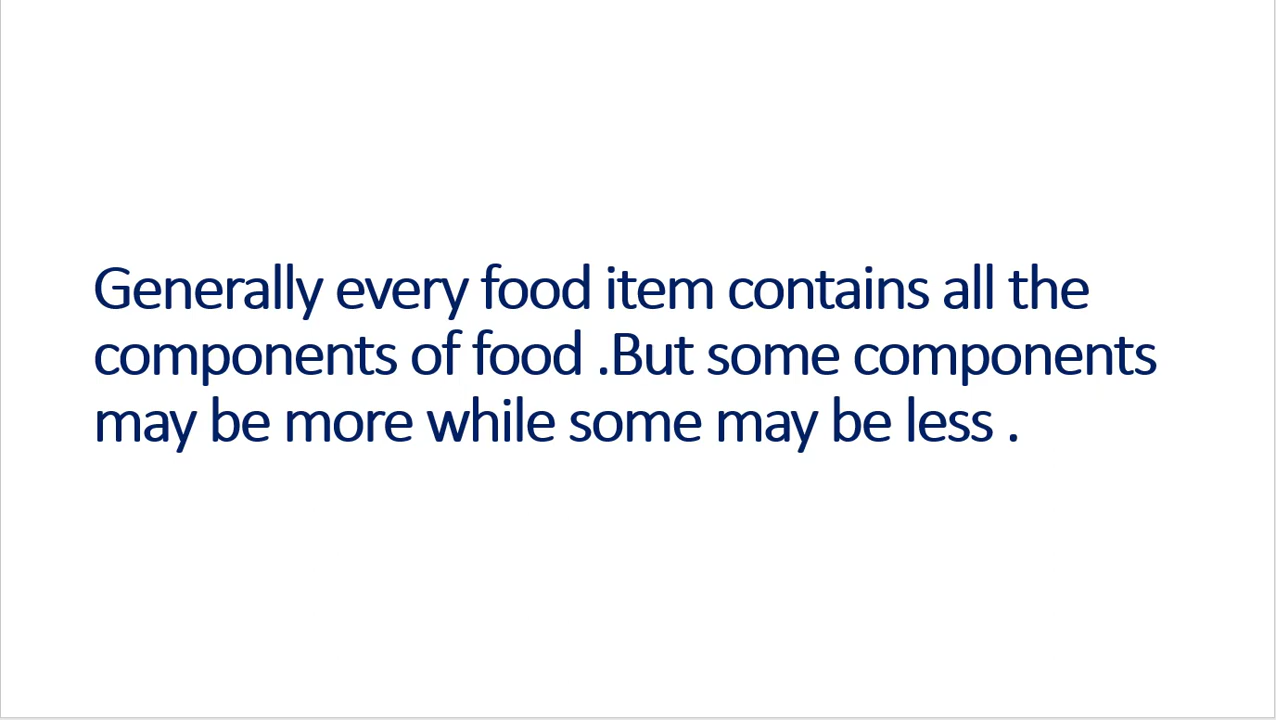 Generally every food item contains all the
components of food .But some components
may be more while some may be less .